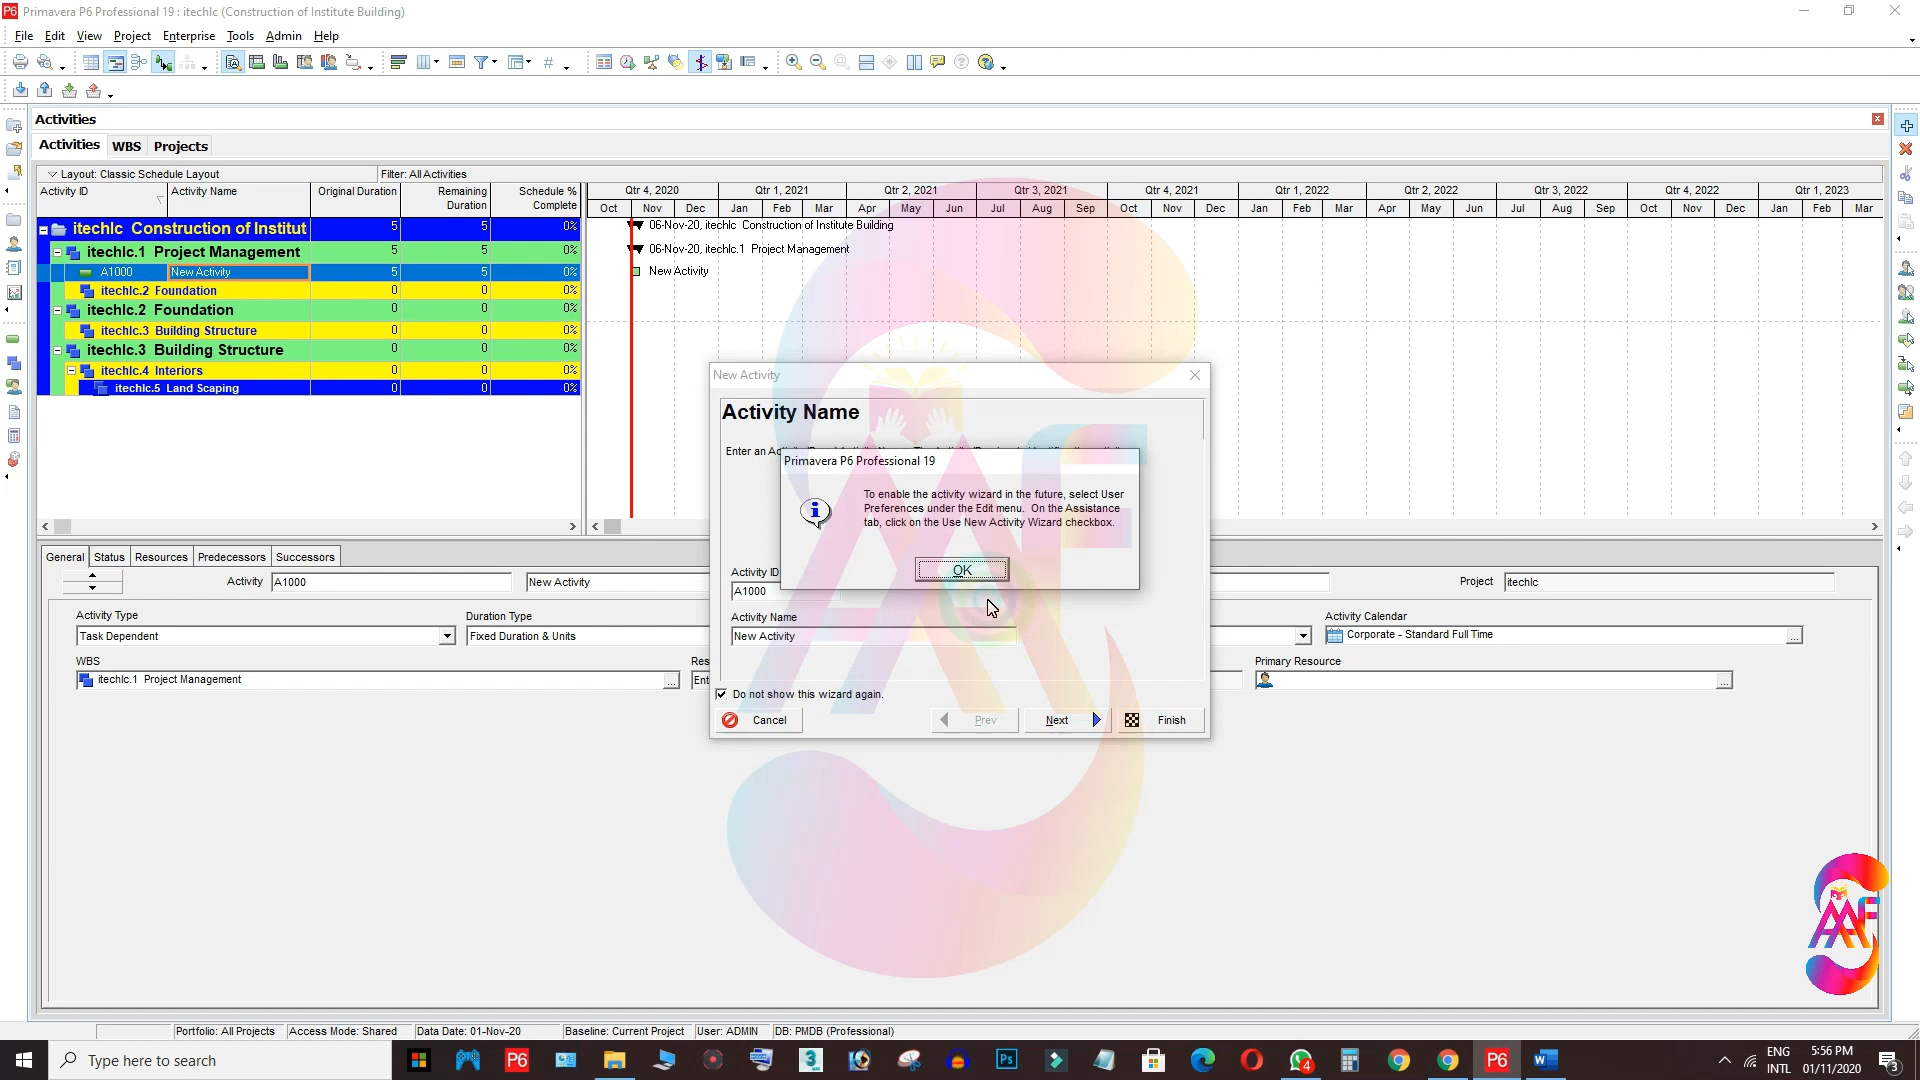 Primavera P6 Professional 19 : itechlc (Construction of Institute Building)
File Edit View Project Enterprise Tools Admin Help
Activities
Activities WBS Projects
Layout: Classic Schedule Layout
Filter: All Activities
Activity ID
Activity Name
Original Duration
Remaining
Duration
Schedule %
Complete
Qtr 4, 2020 Qtr 1, 2021 Qtr 2, 2021 Qtr 3, 2021 Qtr 4, 2021 Qtr 1, 2022 Qtr 2, 2022 Qtr 3, 2022 Qtr 4, 2022 Qtr 1, 2023
Oct Nov Dec Jan Feb Mar Apr May Jun Jul Aug Sep Oct Nov Dec Jan Feb Mar Apr May Jun Jul Aug Sep Oct Nov Dec Jan Feb Mar
itechlc Construction of Institut 5 5 0%
06-Nov-20, itechlc Construction of Institute Building
itechlc.1 Project Management 5 5 0%
06-Nov-20, itechlc.1 Project Management
A1000 New Activity 5 5 0%
New Activity
itechlc.2 Foundation 0 0 0%
itechlc.2 Foundation 0 0 0%
itechlc.3 Building Structure 0 0 0%
itechlc.3 Building Structure 0 0 0%
itechlc.4 Interiors 0 0 0%
itechlc.5 Land Scaping 0 0 0%
New Activity
Activity Name
Enter an Ac
Primavera P6 Professional 19
To enable the activity wizard in the future, select User
Preferences under the Edit menu. On the Assistance
tab, click on the Use New Activity Wizard checkbox.
OK
Activity ID
A1000
Activity Name
New Activity
Do not show this wizard again.
Cancel Prev Next Finish
General Status Resources Predecessors Successors
Activity A1000 New Activity
Project itechlc
Activity Type
Task Dependent
Duration Type
Fixed Duration & Units
Activity Calendar
Corporate - Standard Full Time
WBS
itechlc.1 Project Management
Res
Ent
Primary Resource
Portfolio: All Projects Access Mode: Shared Data Date: 01-Nov-20 Baseline: Current Project User: ADMIN DB: PMDB (Professional)
Type here to search
P6
3
Ps
4
P6
ENG
INTL
5:56 PM
01/11/2020
3